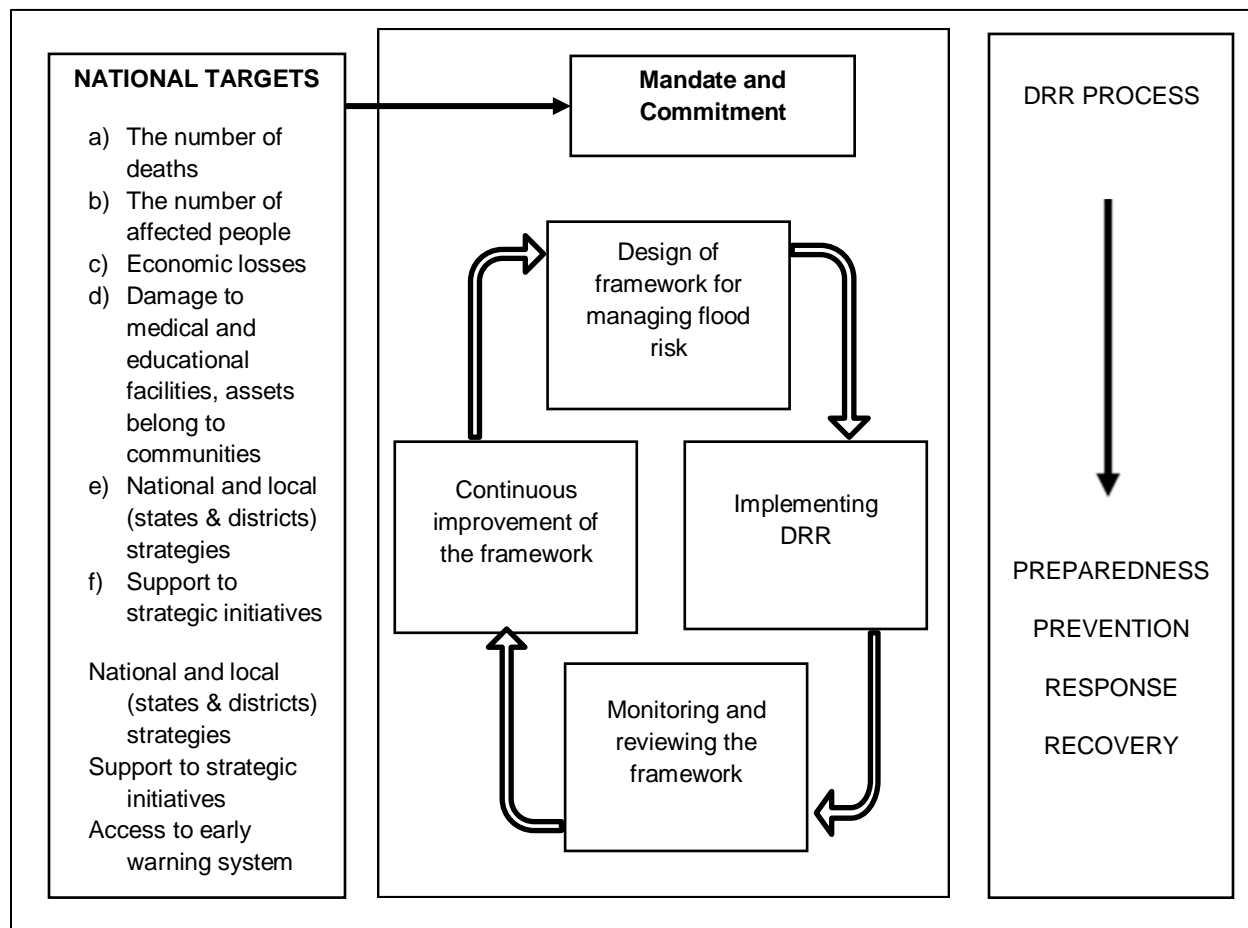 NATIONAL TARGETS
a) The number of
deaths
b) The number of
affected people
c) Economic losses
d) Damage to
medical and
educational
facilities, assets
belong to
communities
e) National and local
(states & districts)
strategies
f) Support to
strategic initiatives
National and local
(states & districts)
strategies
Support to strategic
initiatives
Access to early
warning system
Mandate and
Commitment
Design of
framework for
managing flood
risk
Implementing
DRR
Monitoring and
reviewing the
framework
Continuous
improvement of
the framework
DRR PROCESS
PREPAREDNESS
PREVENTION
RESPONSE
RECOVERY